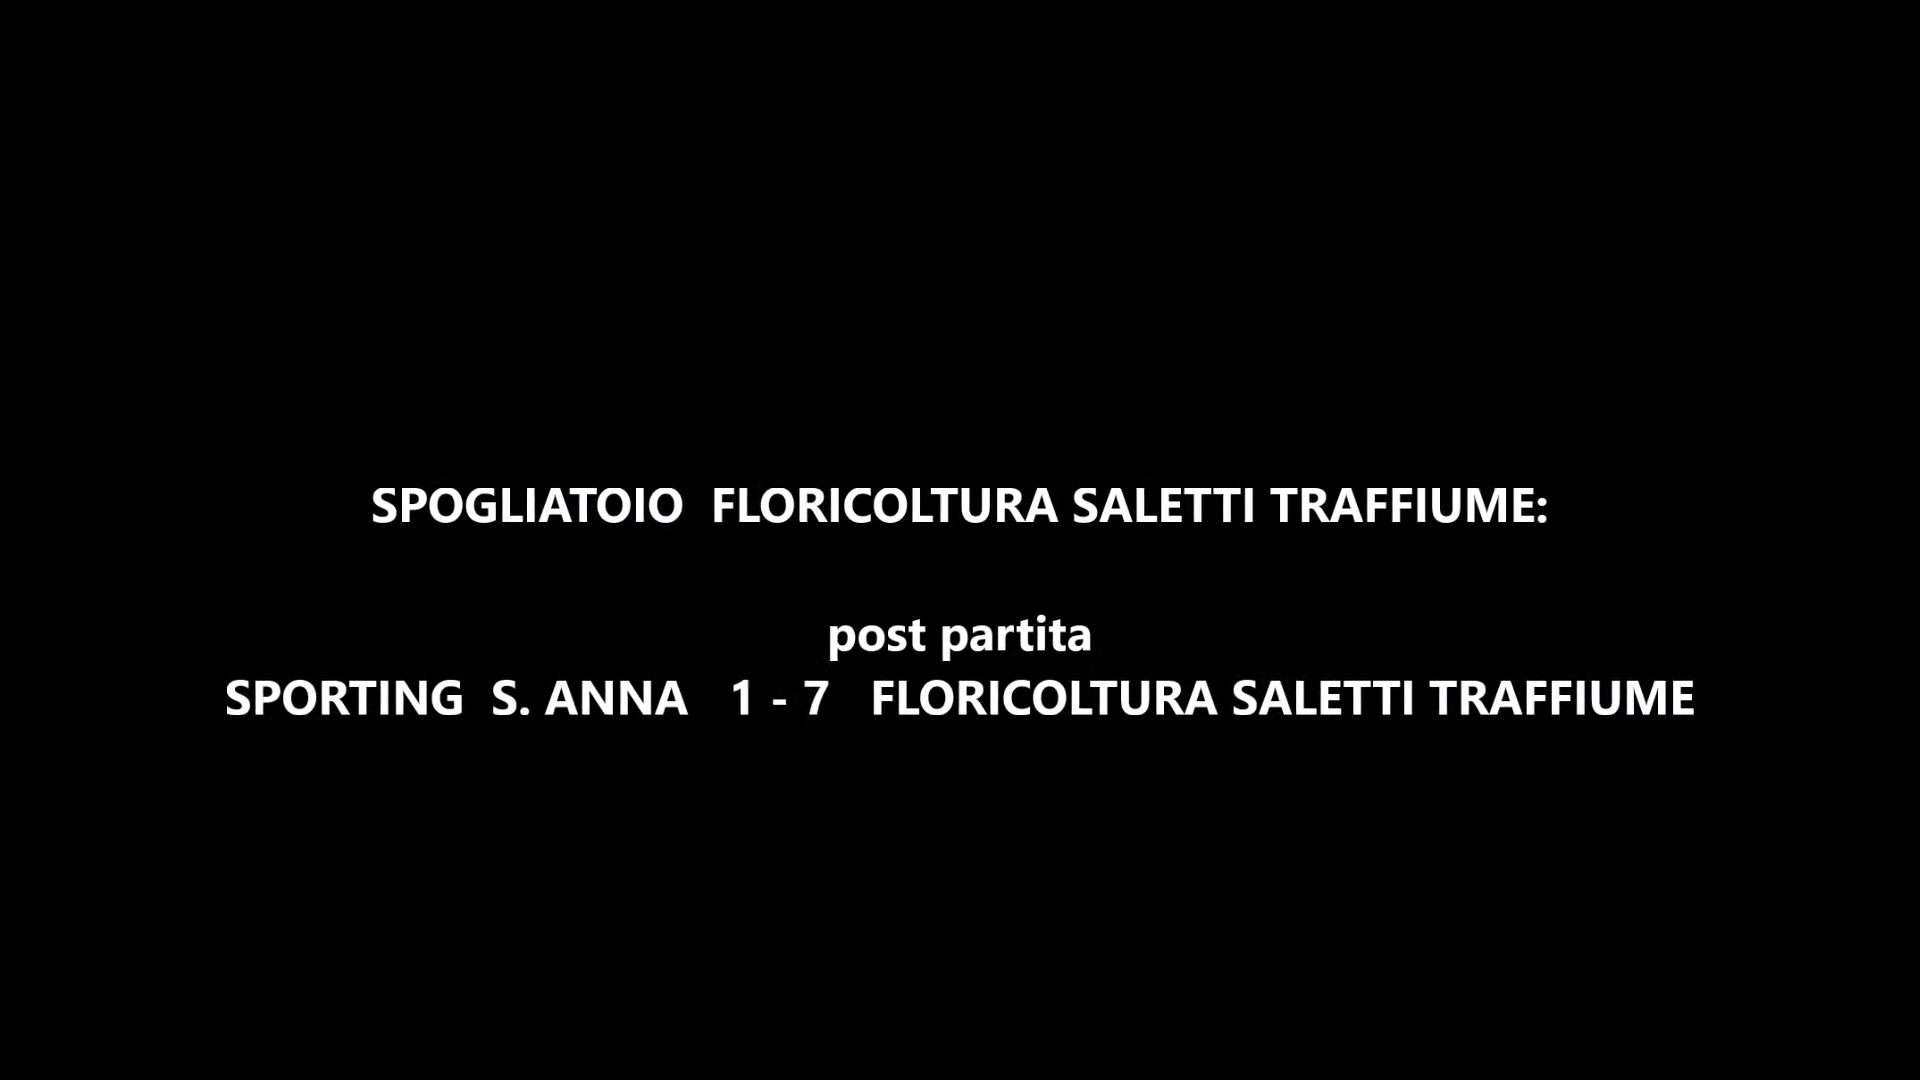 SPOGLIATOIO FLORICOLTURA SALETTI TRAFFIUME:
post partita
SPORTING S. ANNA 1 - 7 FLORICOLTURA SALETTI TRAFFIUME